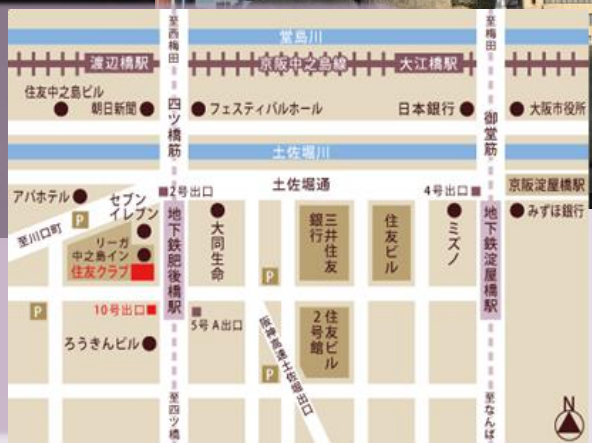 至西梅田
至梅田
堂島川
渡辺橋駅
京阪中之島線
大江橋駅
住友中之島ビル
朝日新聞
四ツ橋筋
フェスティバルホール
日本銀行
御堂筋
大阪市役所
土佐堀川
2号出口
土佐堀通
4号出口
京阪淀屋橋駅
アパホテル
セブン
イレブン
P
至川口町
リーガ
中之島イン
住友クラブ
地下鉄肥後橋駅
大同生命
三井住友
銀行
住友ビル
ミズノ
地下鉄淀屋橋駅
みずほ銀行
P
P
10号出口
5号A出口
阪神高速土佐堀出口
住友ビル
2号館
ろうきんビル
P
至四ツ橋
至なんば
N